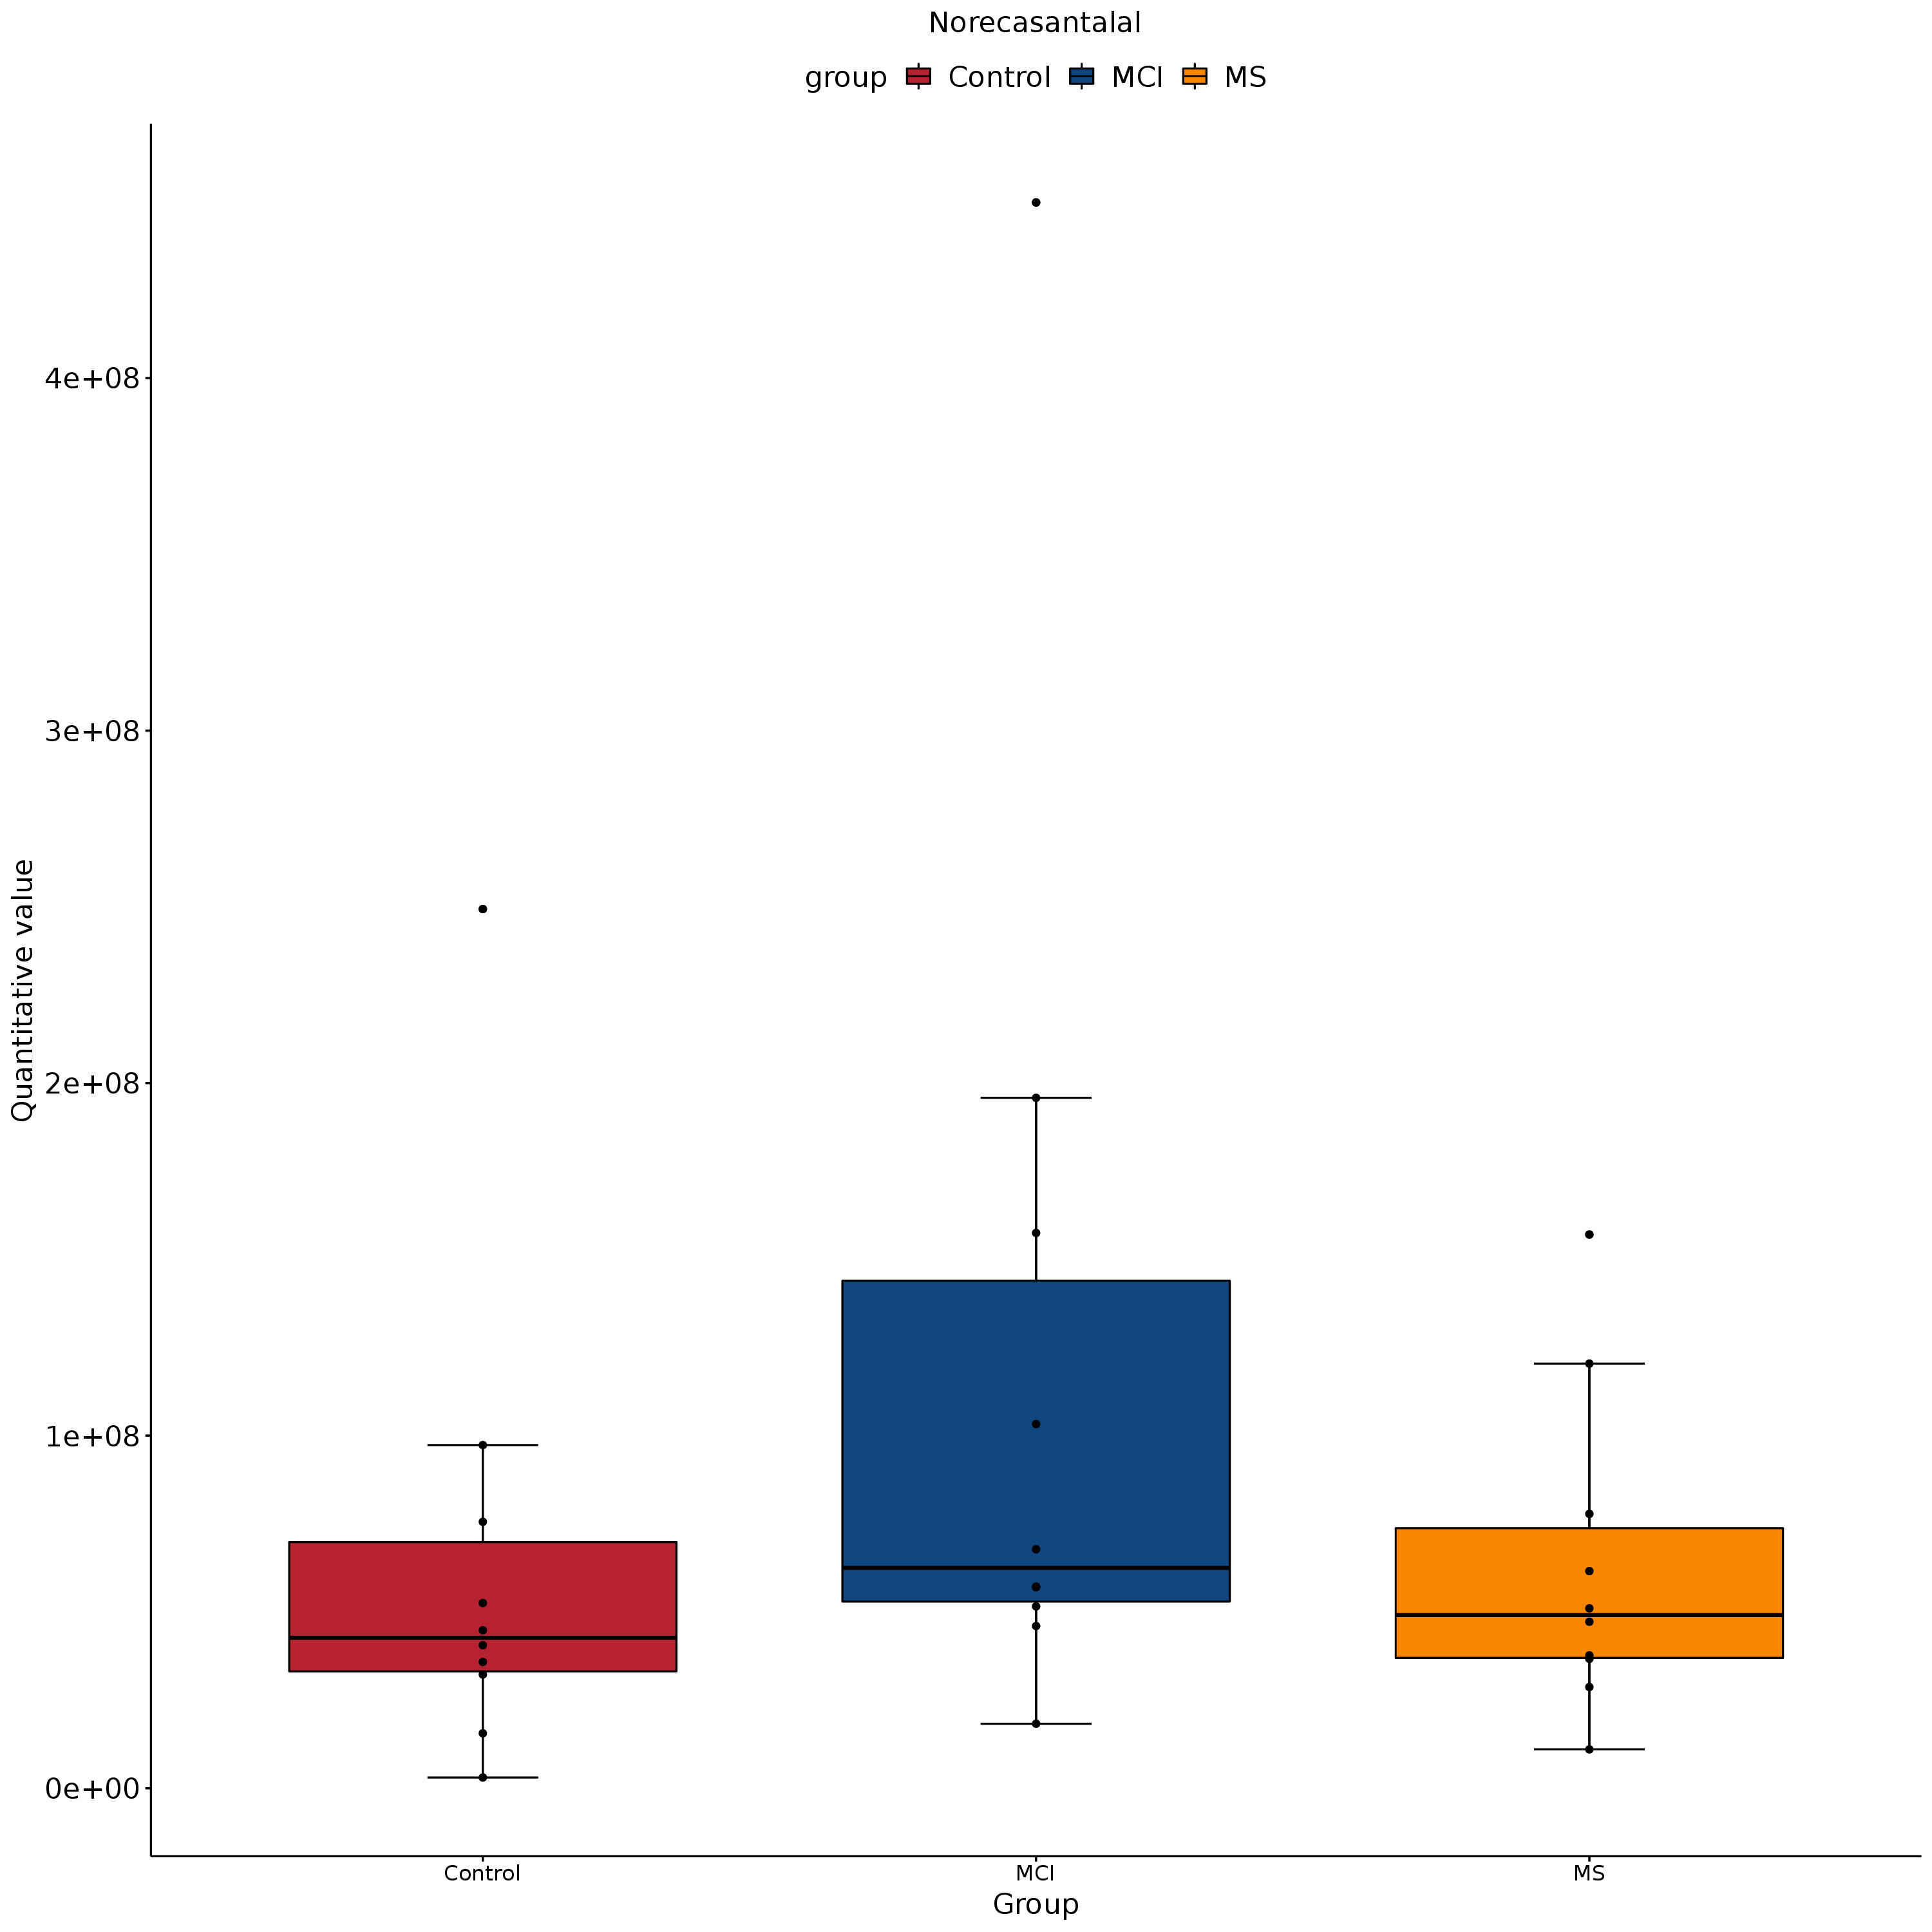 Norecasantalal
group Control MCI MS
Quantitative value
4e+08
3e+08
2e+08
1e+08
0e+00
Control MCI MS
Group